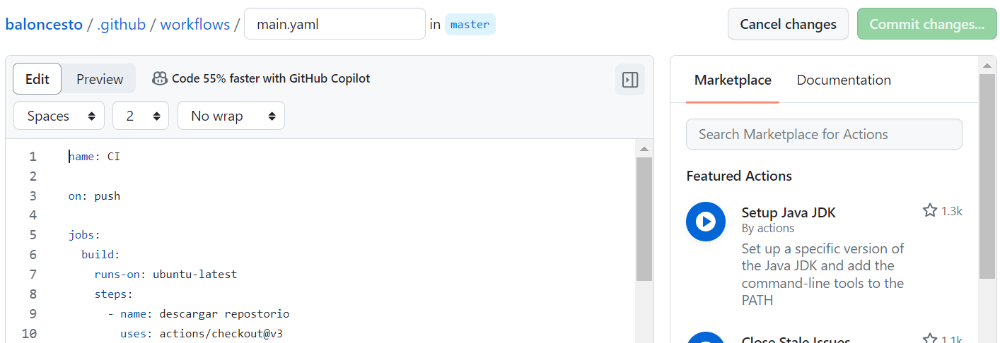 baloncesto / .github / workflows / main.yaml in master Cancel changes Commit changes...
Edit Preview Code 55% faster with GitHub Copilot
Spaces 2 No wrap
1 name: CI
2
3 on: push
4
5 jobs:
6 build:
7 runs-on: ubuntu-latest
8 steps:
9 - name: descargar repostorio
10 uses: actions/checkout@v3
Marketplace Documentation
Search Marketplace for Actions
Featured Actions
Setup Java JDK 1.3k
By actions
Set up a specific version of
the Java JDK and add the
command-line tools to the
PATH
Close Stale Issues 1.1k